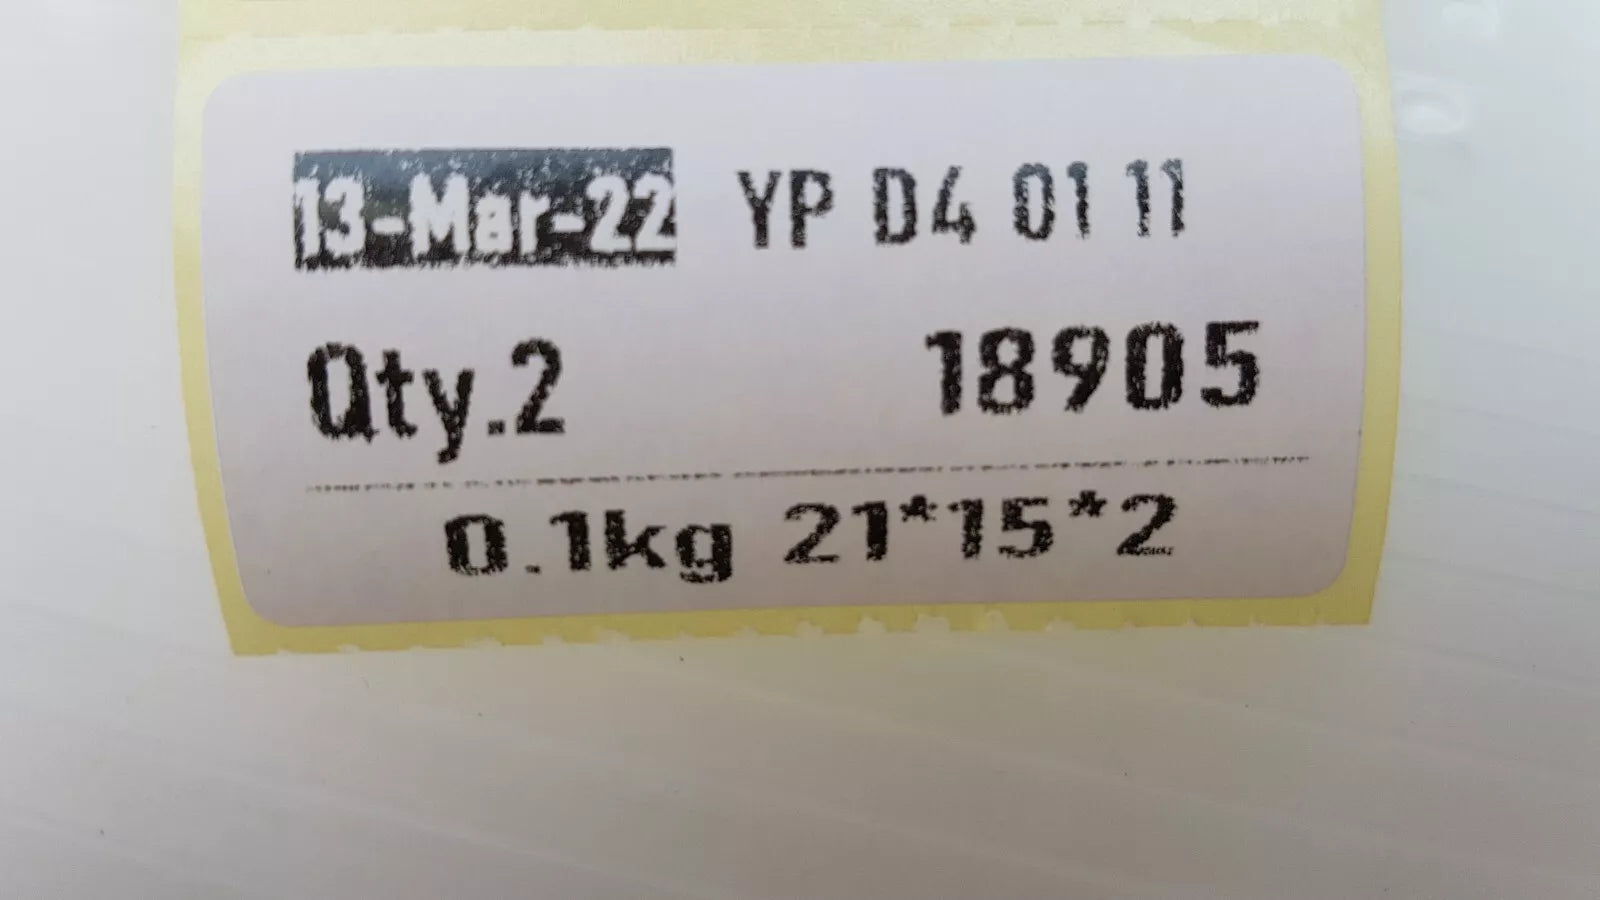 13-Mar-22 YP D4 01 11
Qty.2 18905
0.1kg 21*15*2